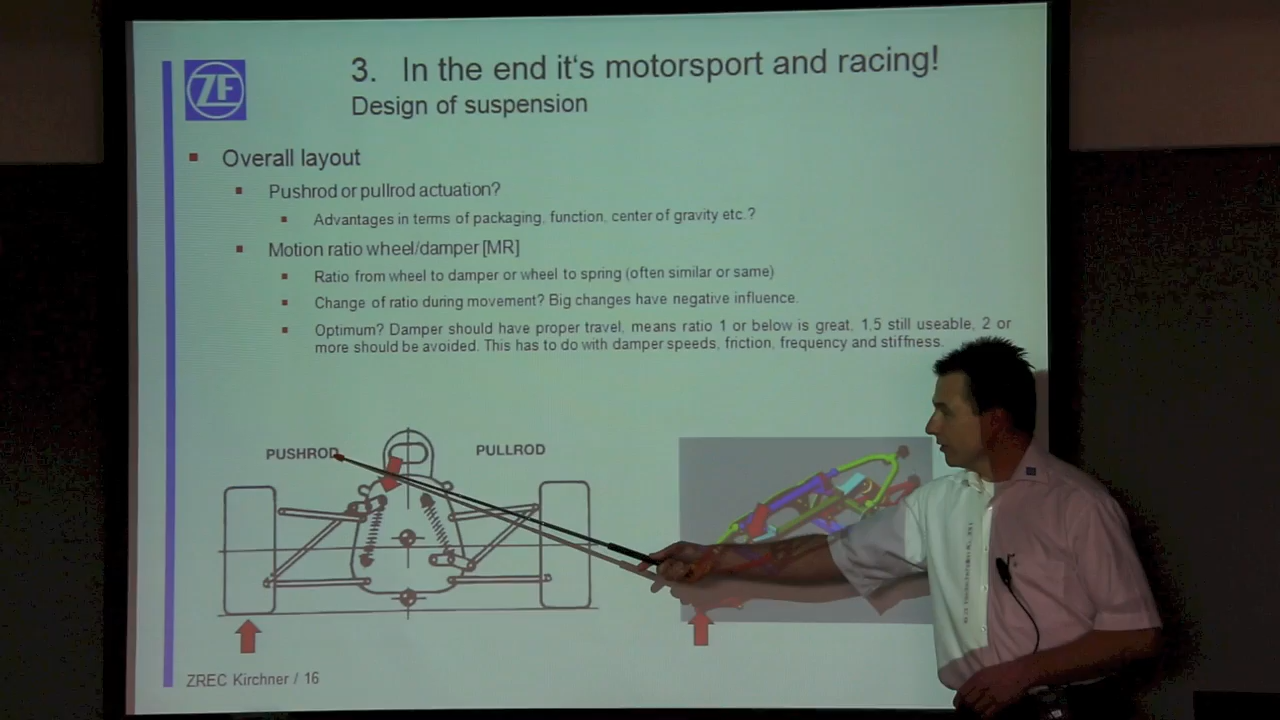 ZF
3. In the end it's motorsport and racing!
Design of suspension
Overall layout
Pushrod or pullrod actuation?
Advantages in terms of packaging, function, center of gravity etc.?
Motion ratio wheel/damper [MR]
Ratio from wheel to damper or wheel to spring (often similar or same)
Change of ratio during movement? Big changes have negative influence.
Optimum? Damper should have proper travel, means ratio 1 or below is great, 1,5 still useable, 2 or
more should be avoided. This has to do with damper speeds, friction, frequency and stiffness.
PUSHROD
PULLROD
ZREC Kirchner / 16